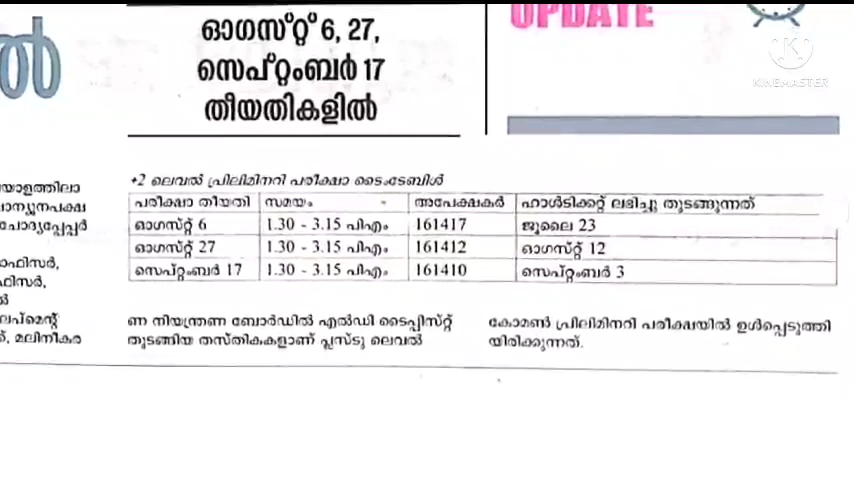 ഓഗസ്റ്റ് 6, 27,
സെപ്റ്റംബർ 17
തീയതികളിൽ
UPDATE
KINEMASTER
+2 ലെവൽ പ്രിലിമിനറി പരീക്ഷാ ടൈംടേബിൾ
പരീക്ഷാ തീയതി സമയം - അപേക്ഷകർ ഹാൾടിക്കറ്റ് ലഭിച്ചു തുടങ്ങുന്നത്
ഓഗസ്റ്റ് 6 1.30 - 3.15 പിഎം 161417 ജൂലൈ 23
ഓഗസ്റ്റ് 27 1.30 - 3.15 പിഎം 161412 ഓഗസ്റ്റ് 12
സെപ്റ്റംബർ 17 1.30 - 3.15 പിഎം 161410 സെപ്റ്റംബർ 3
ണ നിയന്ത്രണ ബോർഡിൽ എൽഡി ടൈപ്പിസ്റ്റ്
തുടങ്ങിയ തസ്തികകളാണ് പ്ലസ്ടു ലെവൽ
കോമൺ പ്രിലിമിനറി പരീക്ഷയിൽ ഉൾപ്പെടുത്തി
യിരിക്കുന്നത്.